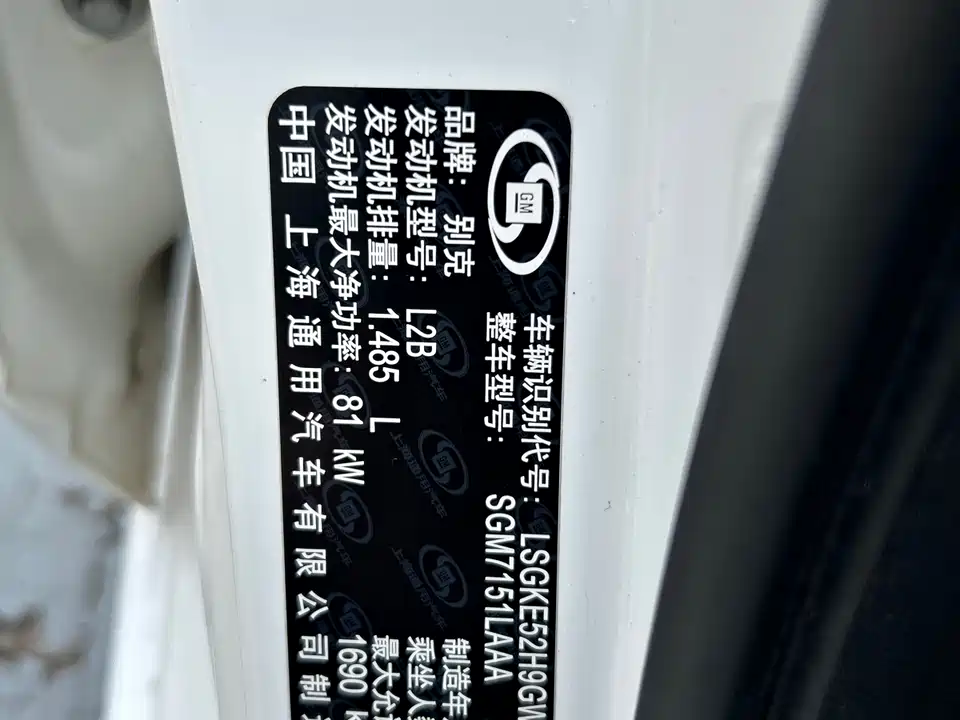 GM
车辆识别代号: LSGKE52H9GW
整车型号: SGM7151LAAA
品牌: 别克 制造年
发动机型号: L2B 乘坐人
发动机排量: 1.485 L 最大允
发动机最大净功率: 81 kW 1690 k
中国 上海通用汽车有限公司制造